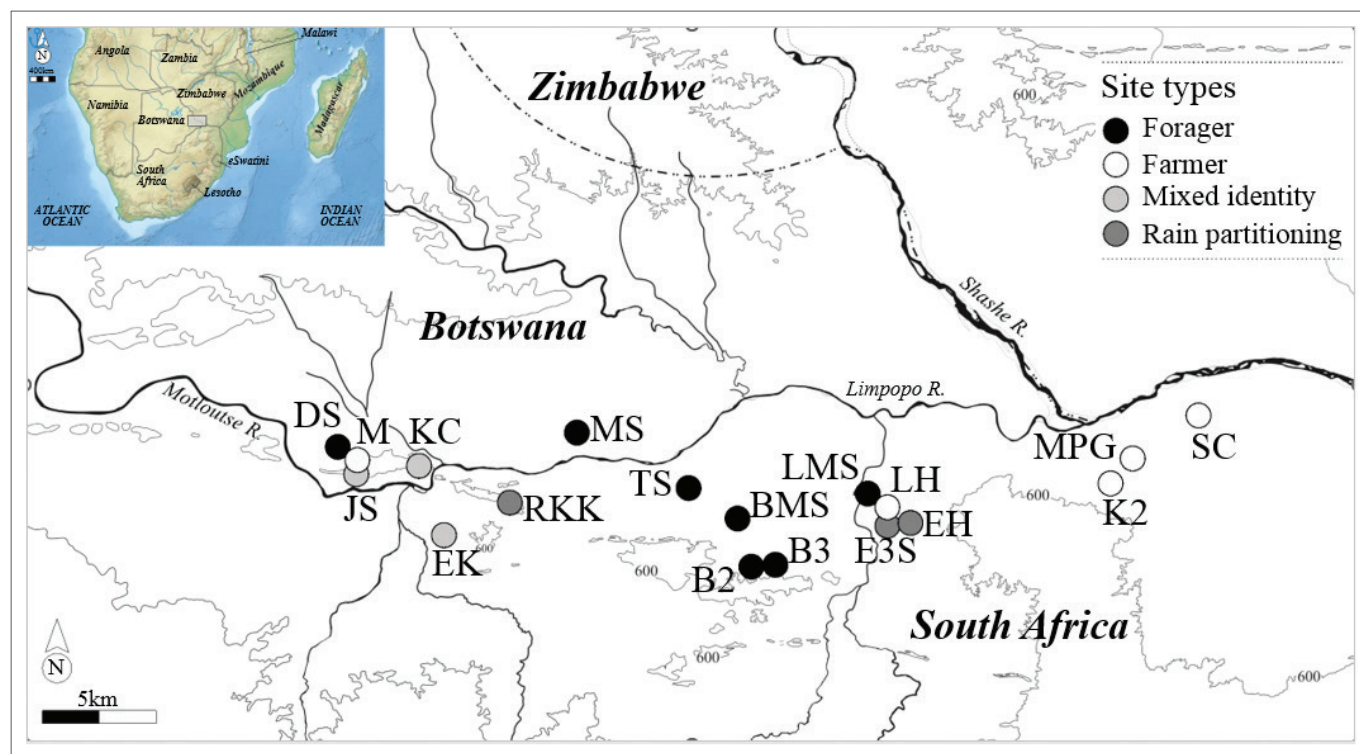 N
400km
Angola
Zambia
Malawi
Mozambique
Namibia
Zimbabwe
Botswana
Madagascar
South
Africa
eSwatini
Lesotho
ATLANTIC
OCEAN
INDIAN
OCEAN
Zimbabwe
600
Site types
Forager
Farmer
Mixed identity
Rain partitioning
Botswana
Shashe R.
Limpopo R.
Motloutse R.
DS
M
KC
MS
JS
EK
RKK
TS
BMS
B2
B3
LMS
LH
E3S
EH
MPG
K2
SC
600
600
600
600
600
South Africa
N
5km